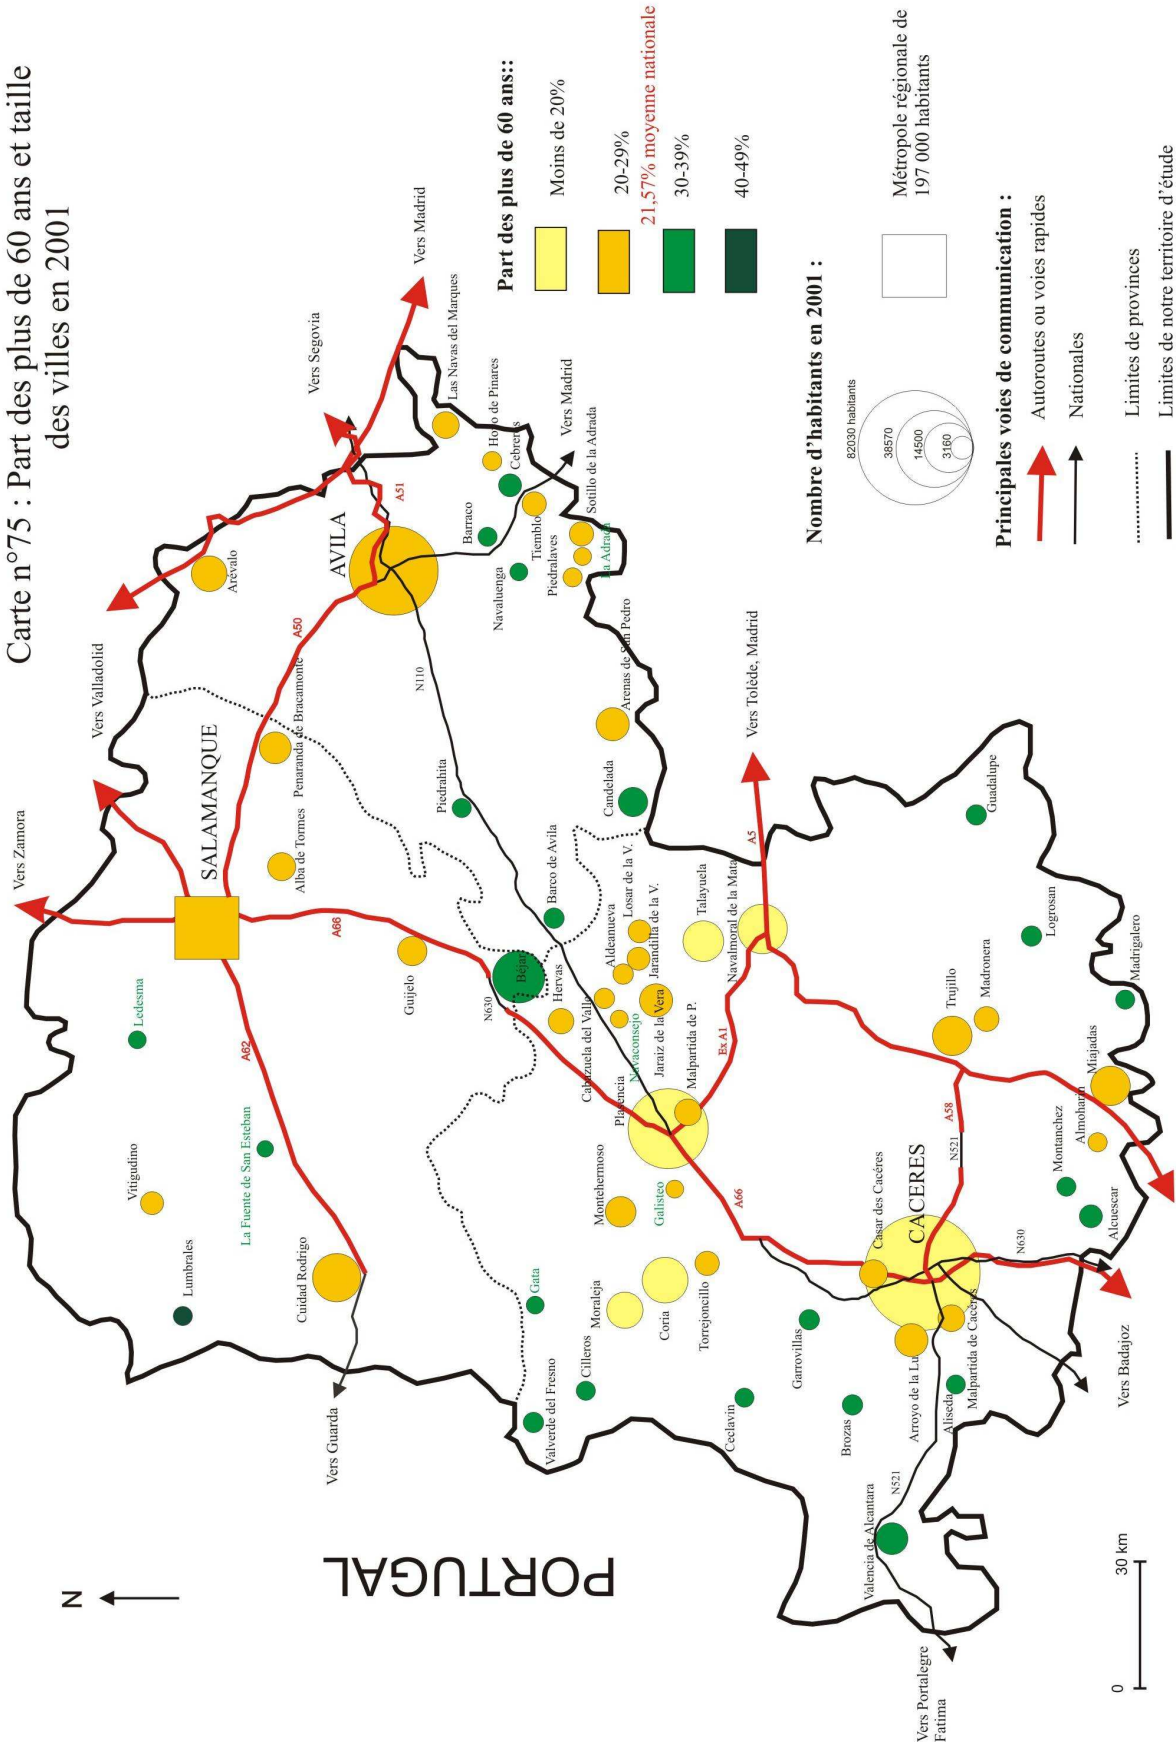 Carte n°75 : Part des plus de 60 ans et taille
des villes en 2001
N
PORTUGAL
Vers Zamora
Vers Valladolid
Vers Segovia
Vers Madrid
SALAMANQUE
AVILA
Arévalo
Las Navas del Marques
Hoyo de Pinares
Cebreros
Vers Madrid
Barraco
Navaluenga
Tiemblo
Sotillo de la Adrada
Piedralaves
La Adrada
A51
A50
N110
Penaranda de Bracamonte
Alba de Tormes
Piedrahita
Arenas de San Pedro
Candelada
Barco de Avila
Ledesma
Vitigudino
La Fuente de San Esteban
Lumbrales
Cuidad Rodrigo
Guijelo
A66
A62
N630
Béjar
Hervas
Vers Guarda
Aldeanueva
Losar de la V.
Jarandilla de la V.
Cabazuela del Valle
Navaconsejo
Jaraiz de la Vera
Malpartida de P.
Plasencia
Talayuela
Navalmoral de la Mata
A5
Vers Tolède, Madrid
Ex A1
Gata
Valverde del Fresno
Cilleros
Moraleja
Coria
Montehermoso
Galisteo
Torrejoncillo
A66
Ceclavin
Garrovillas
Brozas
Casar des Cacéres
CACERES
Arroyo de la Lu
Aliseda
Malpartida de Cacéres
Valencia de Alcantara
N521
N521
A58
N630
Trujillo
Madronera
Logrosan
Guadalupe
Madrigalero
Miajadas
Almoharin
Montanchez
Alcuescar
Vers Badajoz
Vers Portalegre
Fatima
0
30 km
Part des plus de 60 ans::
Moins de 20%
20-29%
21,57% moyenne nationale
30-39%
40-49%
Nombre d'habitants en 2001 :
82030 habitants
38570
14500
3160
Métropole régionale de
197 000 habitants
Principales voies de communication :
Autoroutes ou voies rapides
Nationales
Limites de provinces
Limites de notre territoire d'étude